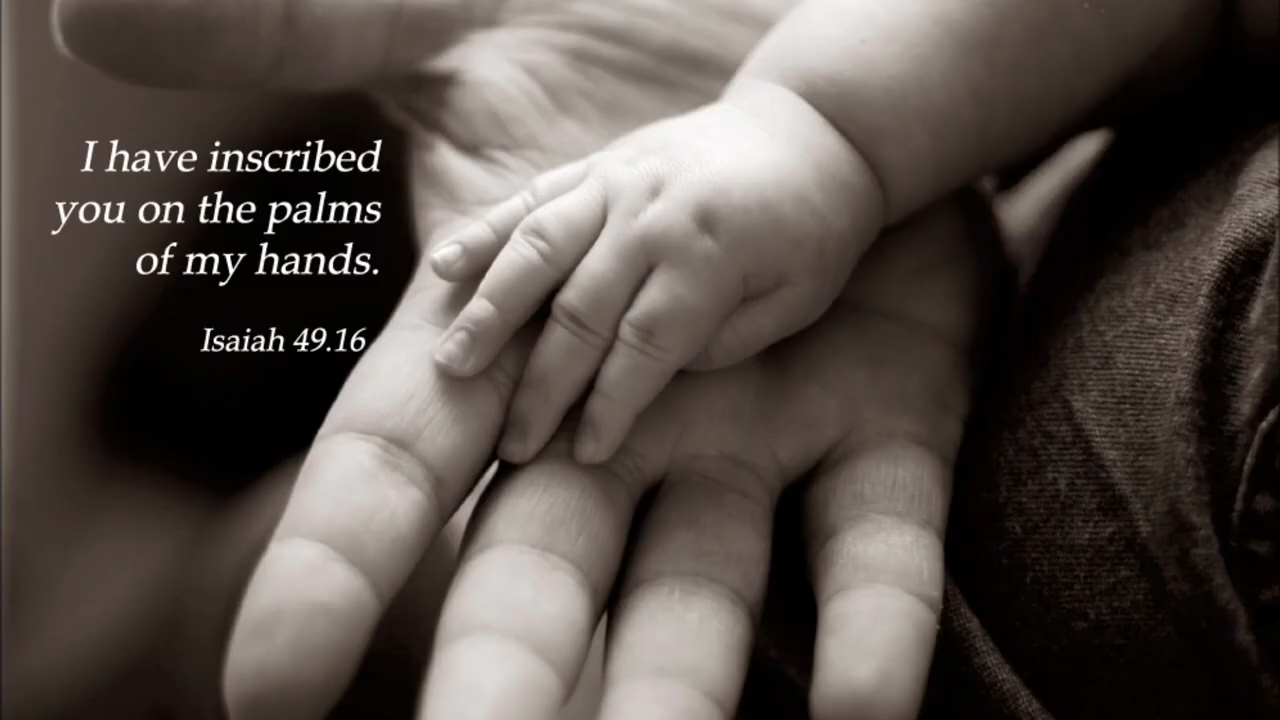 I have inscribed
you on the palms
of my hands.
Isaiah 49.16